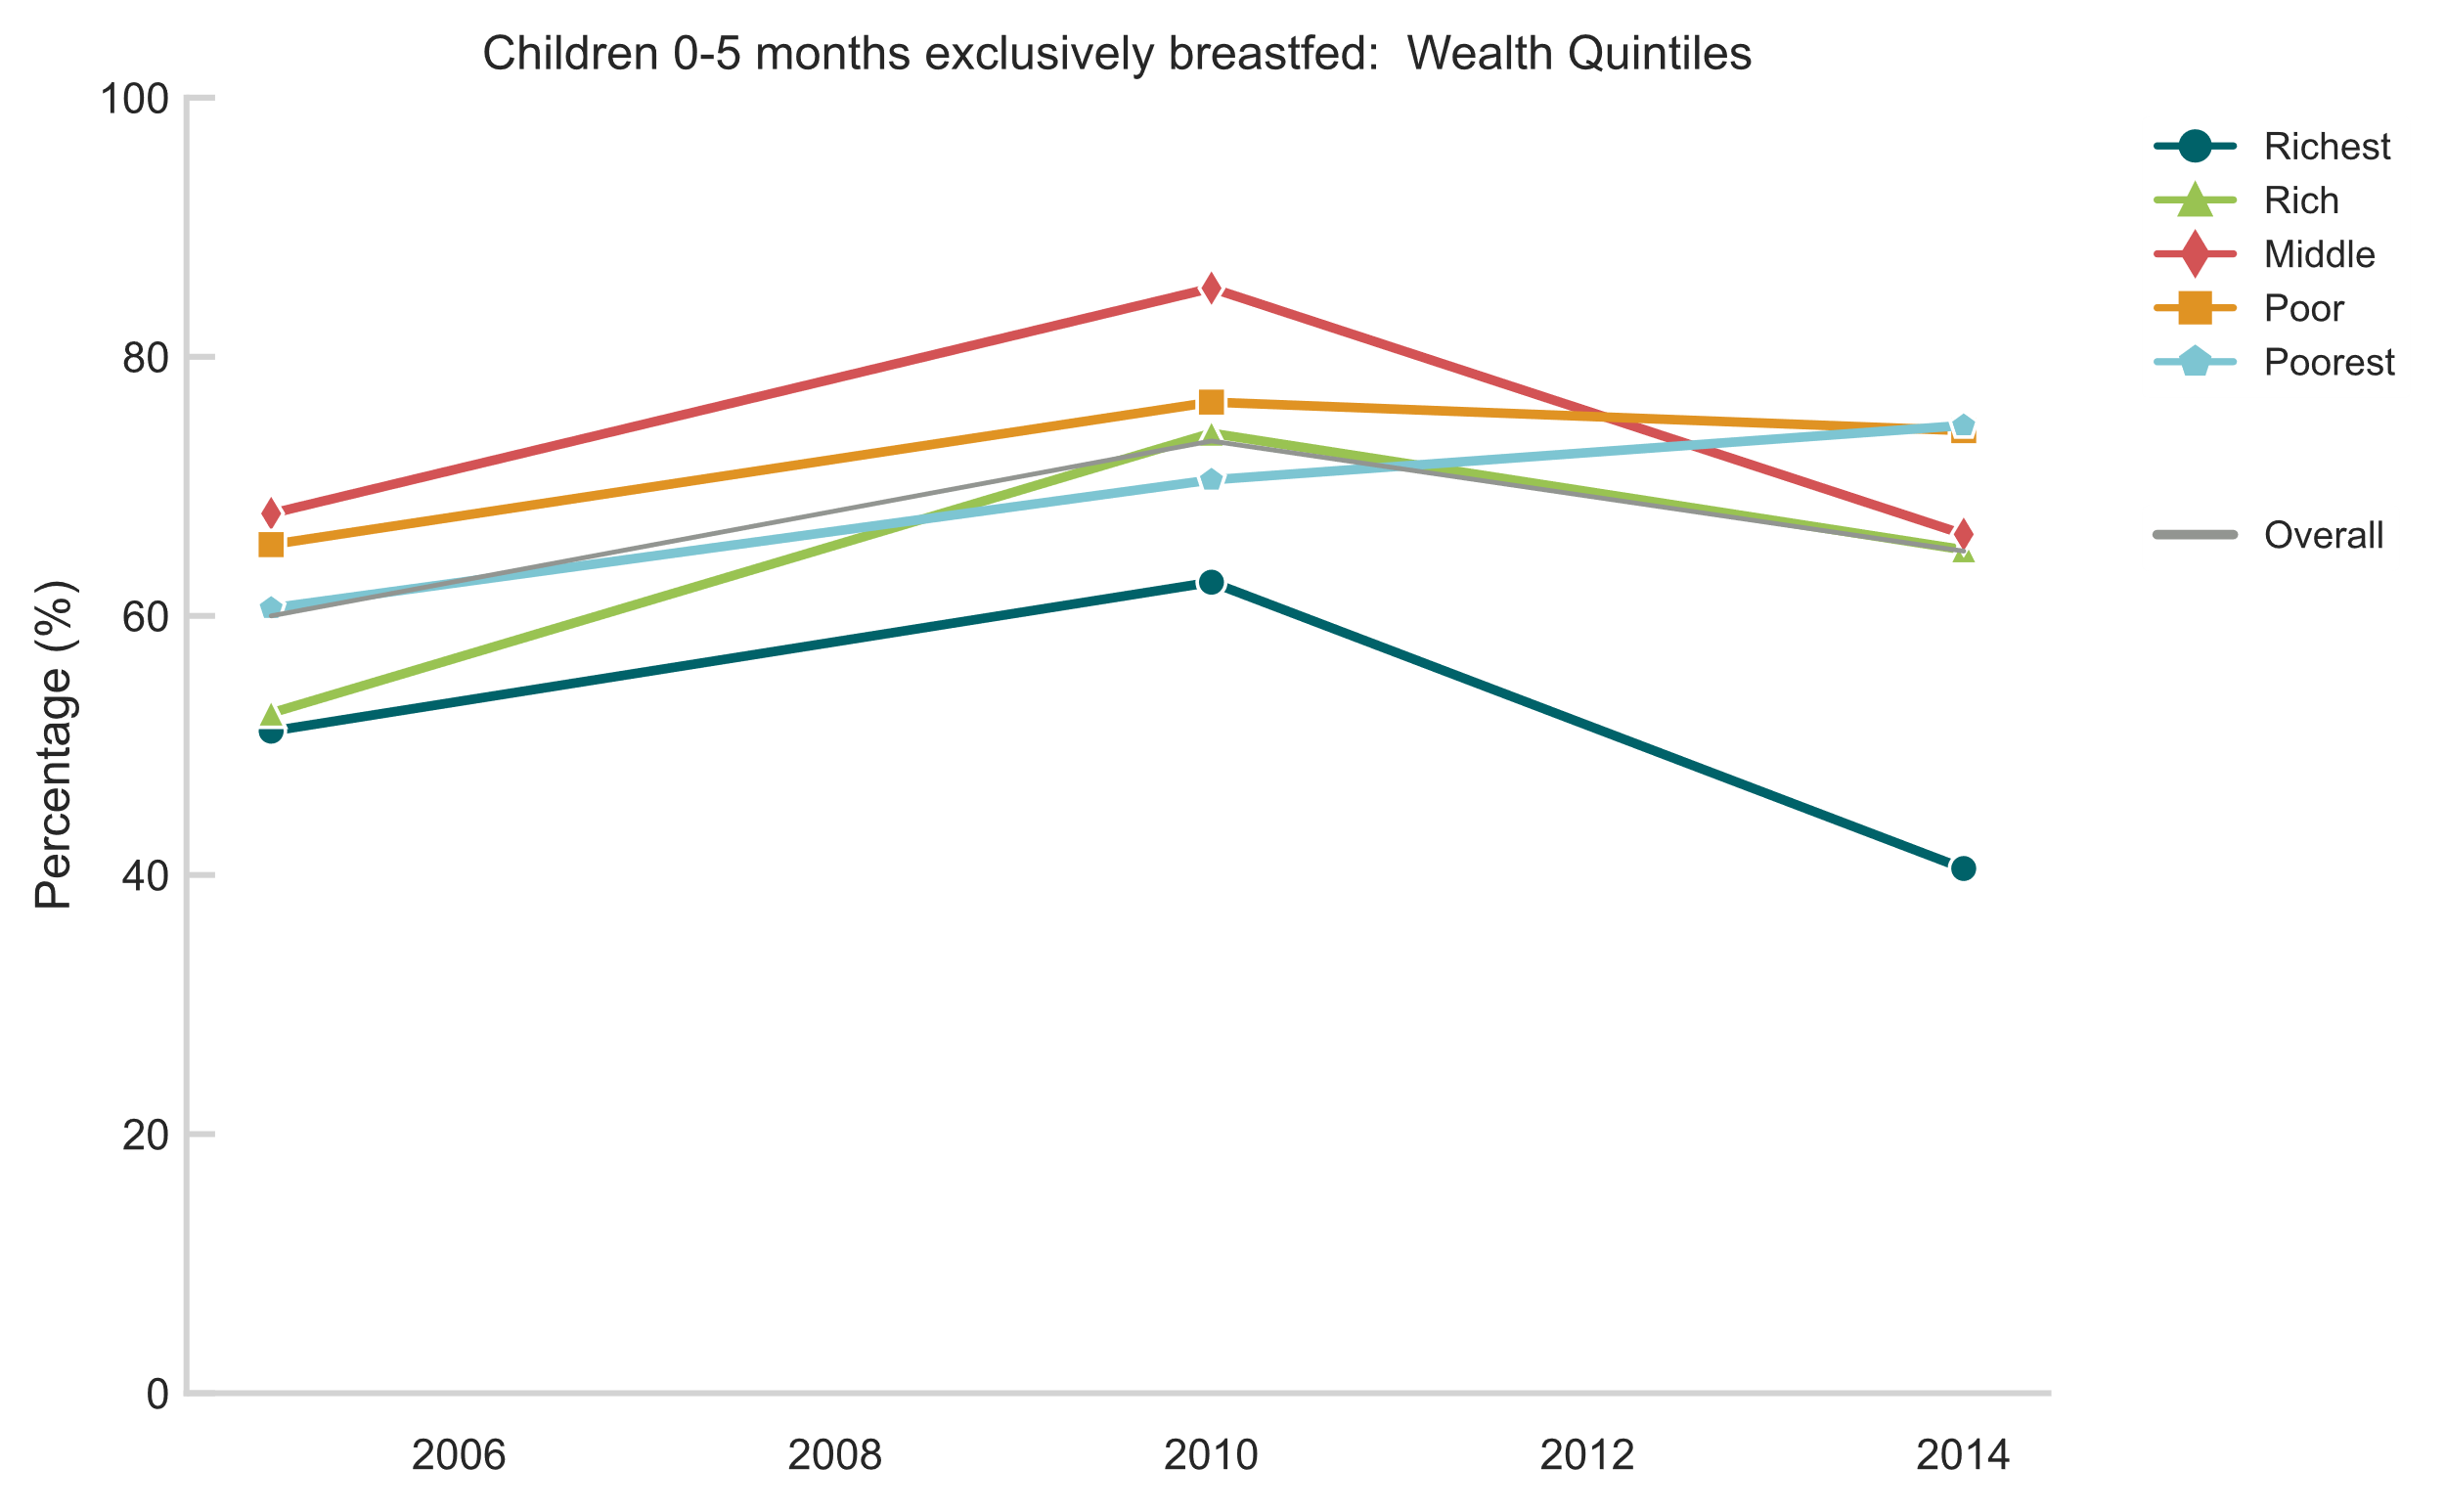 Children 0-5 months exclusively breastfed:  Wealth Quintiles
Percentage (%)
100
80
60
40
20
0
2006 2008 2010 2012 2014
Richest
Rich
Middle
Poor
Poorest
Overall